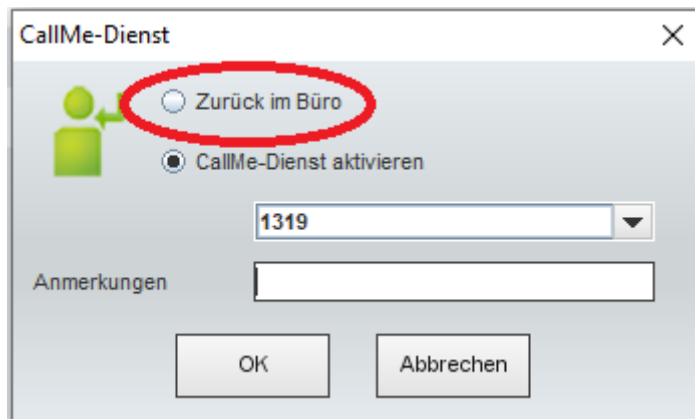 CallMe-Dienst
Zurück im Büro
CallMe-Dienst aktivieren
1319
Anmerkungen
OK
Abbrechen